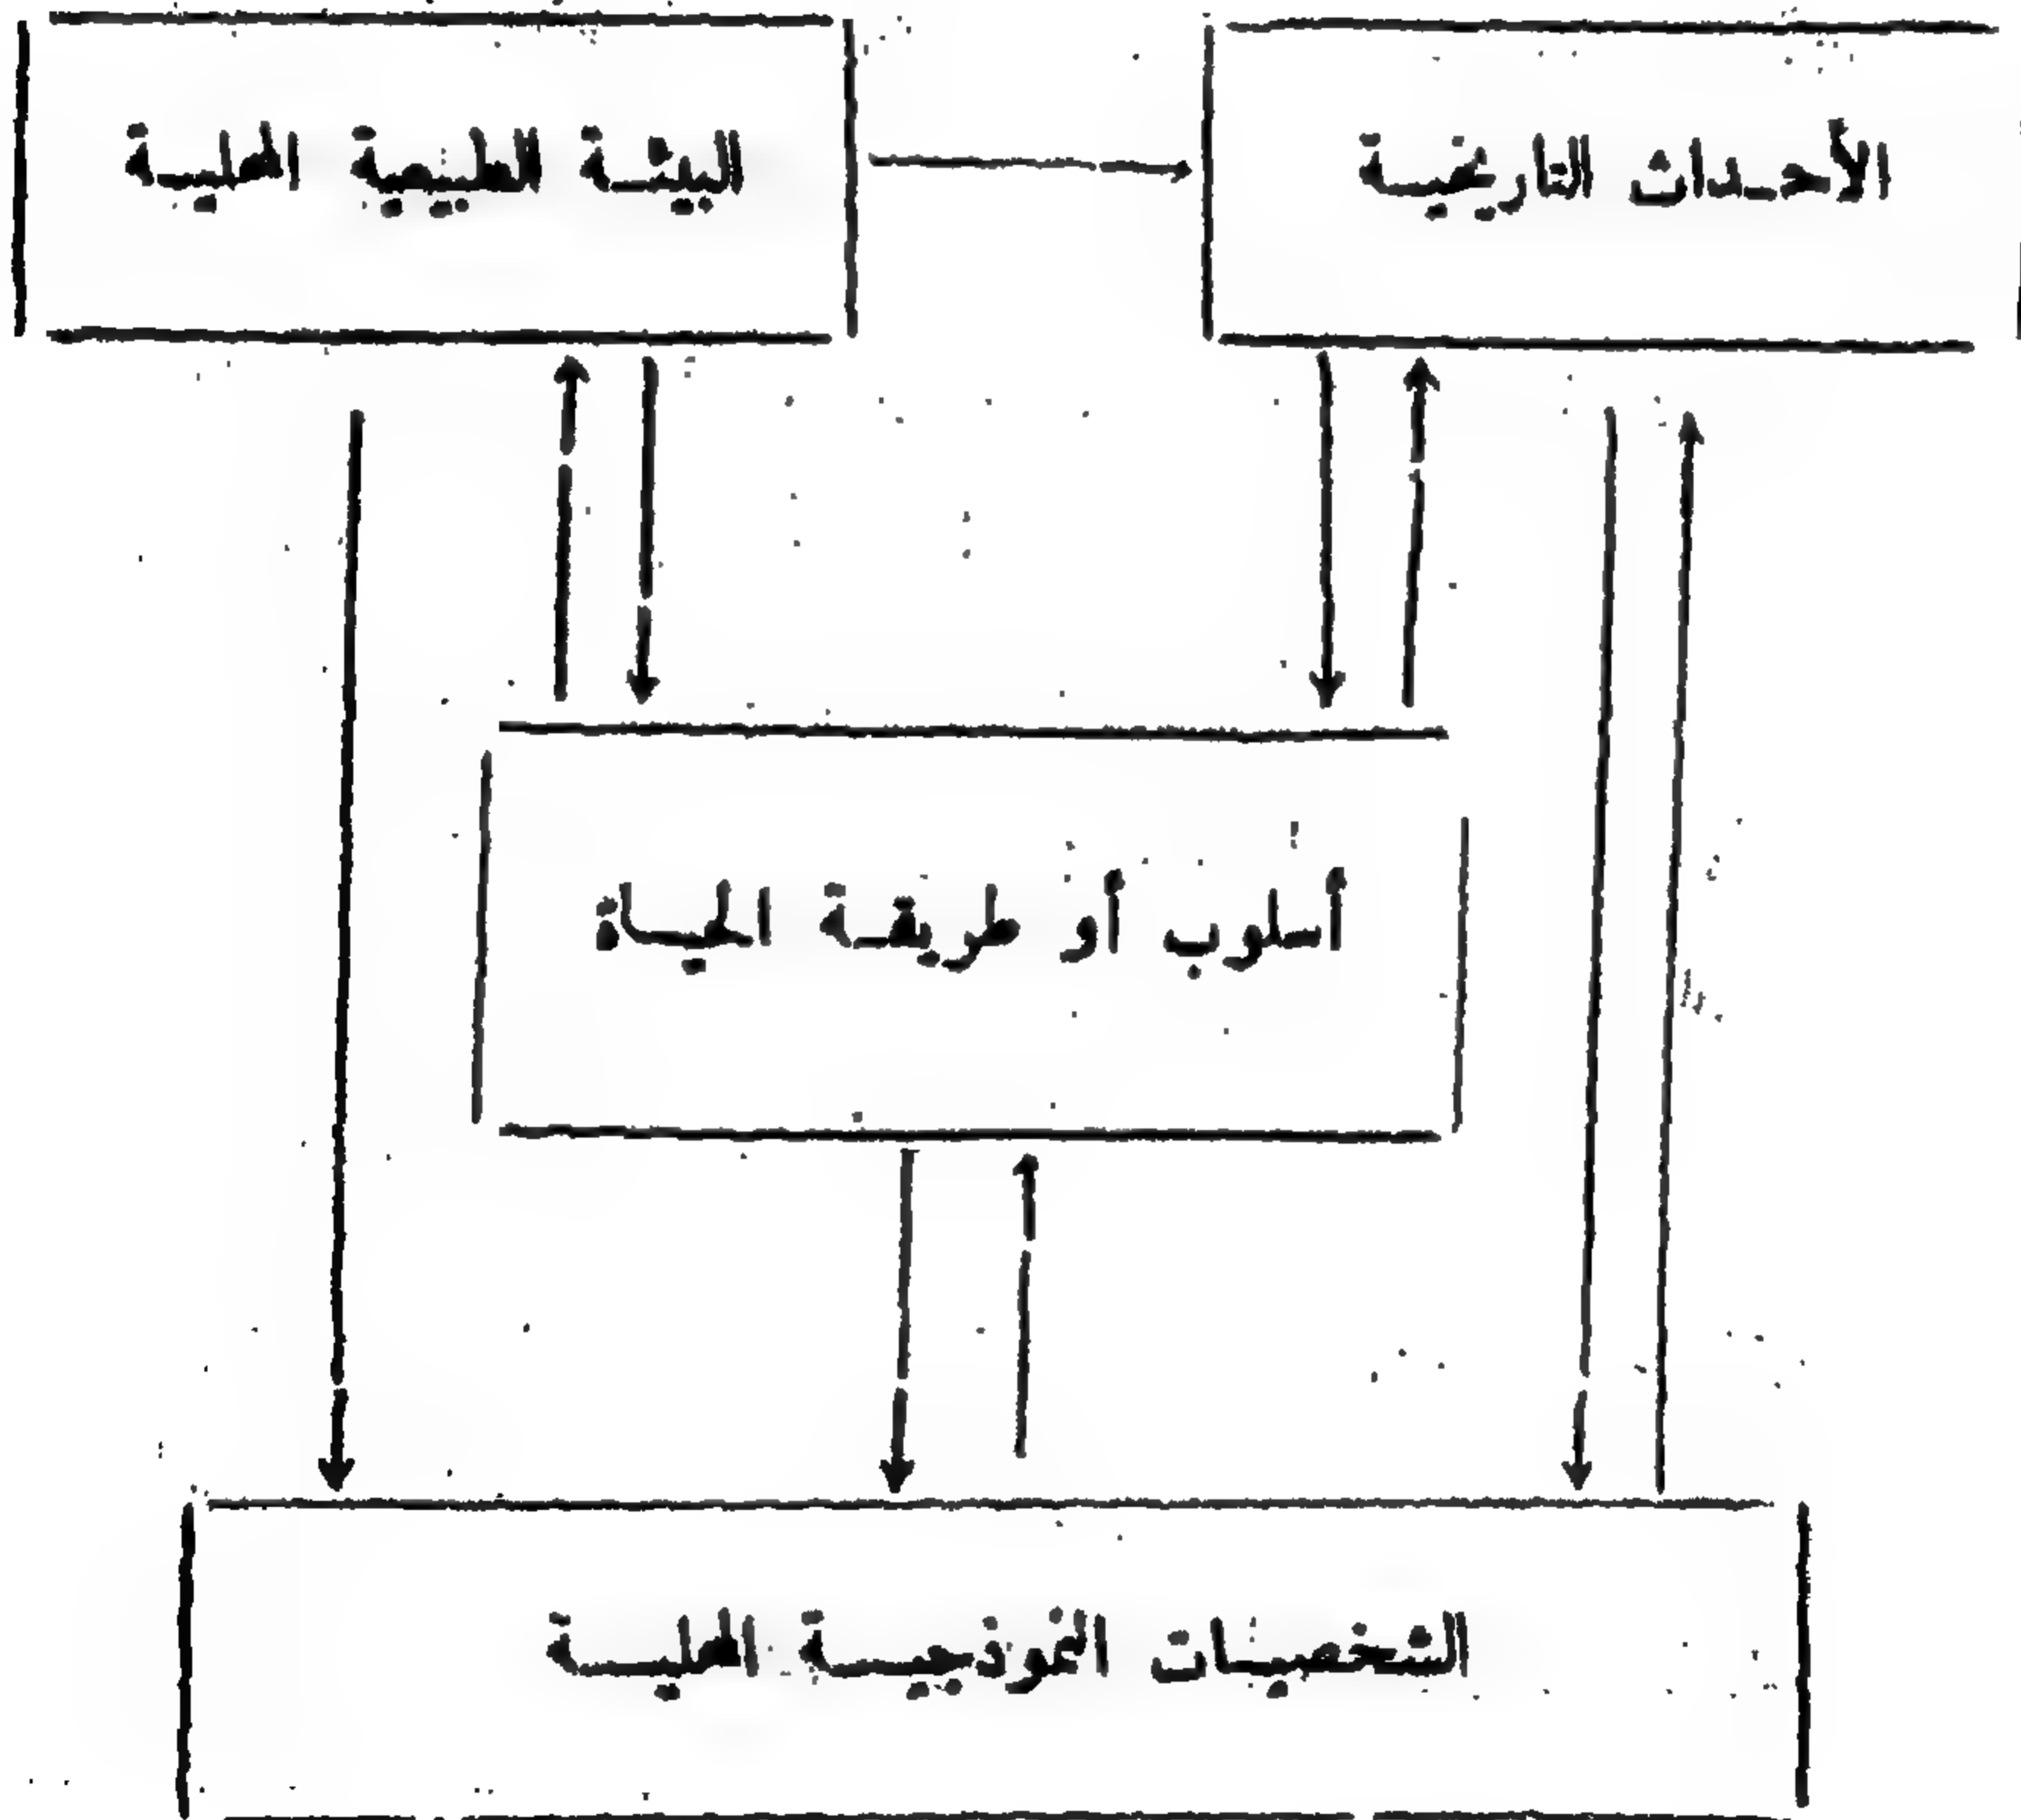 الأحداث التاريخية
البيئة الطبيعية المحلية
أسلوب أو طريقة الحياة
الشخصيات النموذجية المحلية